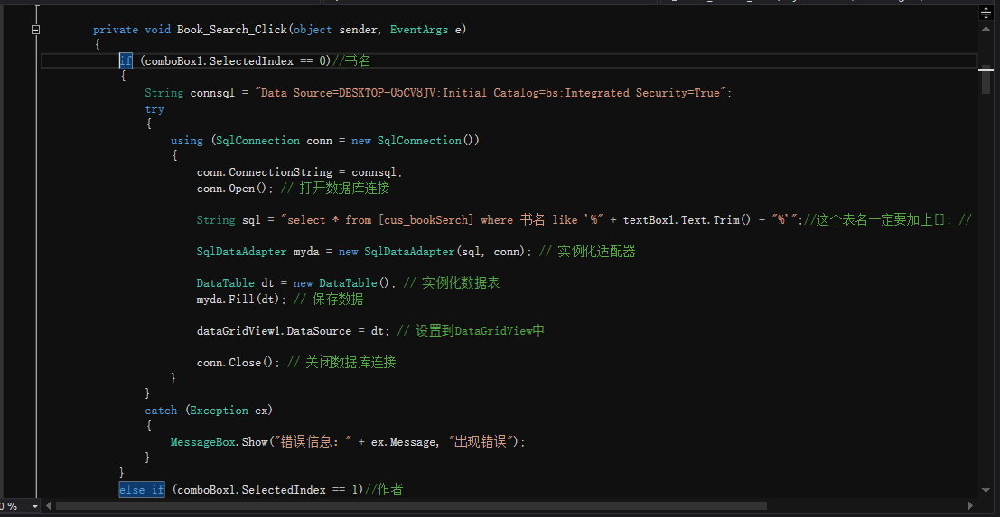 private void Book_Search_Click(object sender, EventArgs e)
{
if (comboBox1.SelectedIndex == 0)//书名
{
String connsql = "Data Source=DESKTOP-05CV8JV;Initial Catalog=bs;Integrated Security=True";
try
{
using (SqlConnection conn = new SqlConnection())
{
conn.ConnectionString = connsql;
conn.Open(); // 打开数据库连接
String sql = "select * from [cus_bookSerch] where 书名 like '%" + textBox1.Text.Trim() + "%'";//这个表名一定要加上[]; //
SqlDataAdapter myda = new SqlDataAdapter(sql, conn); // 实例化适配器
DataTable dt = new DataTable(); // 实例化数据表
myda.Fill(dt); // 保存数据
dataGridView1.DataSource = dt; // 设置到DataGridView中
conn.Close(); // 关闭数据库连接
}
}
catch (Exception ex)
{
MessageBox.Show("错误信息：" + ex.Message, "出现错误");
}
}
else if (comboBox1.SelectedIndex == 1)//作者
0 %